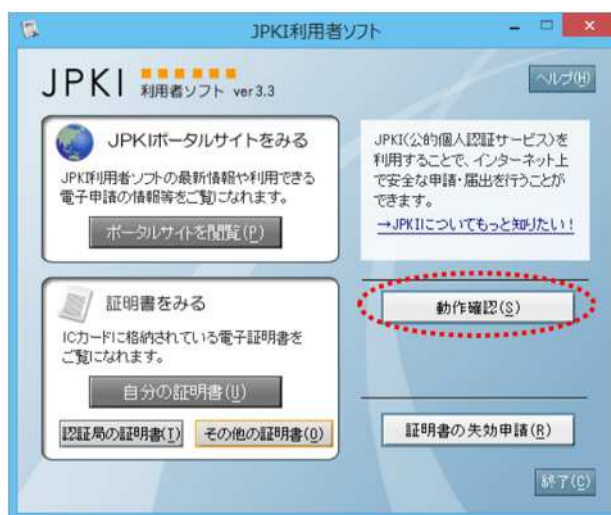 JPKI利用者ソフト
JPKI 利用者ソフト ver3.3
ヘルプ(H)
JPKIポータルサイトをみる
JPKI利用者ソフトの最新情報や利用できる
電子申請の情報等をご覧になれます。
ポータルサイトを閲覧(P)
JPKI(公的個人認証サービス)を
利用することで、インターネット上
で安全な申請・届出を行うことが
できます。
→JPKIについてもっと知りたい!
証明書をみる
ICカードに格納されている電子証明書を
ご覧になれます。
自分の証明書(U)
認証局の証明書(I)
その他の証明書(O)
動作確認(S)
証明書の失効申請(R)
終了(C)